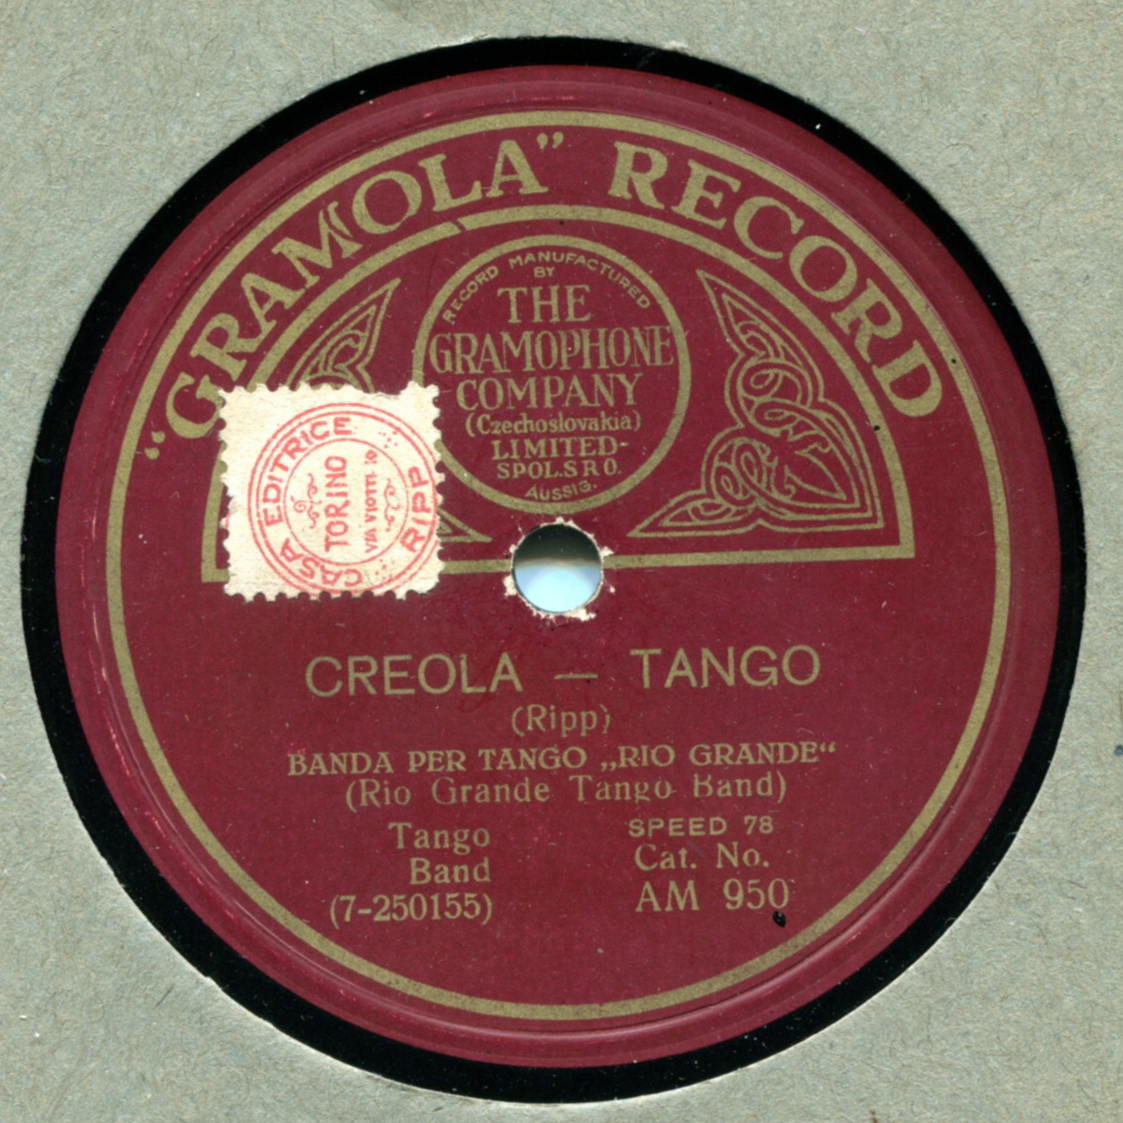 “GRAMOLA” RECORD
RECORD MANUFACTURED
BY
THE
GRAMOPHONE
COMPANY
(Czechoslovakia)
LIMITED-
SPOL.S R O.
AUSSIG.
CASA EDITRICE RIPP
TORINO
VIA VIOTTI 10
CREOLA — TANGO
(Ripp)
BANDA PER TANGO „RIO GRANDE“
(Rio Grande Tango Band)
Tango
Band
(7-250155)
SPEED 78
Cat. No.
AM 950